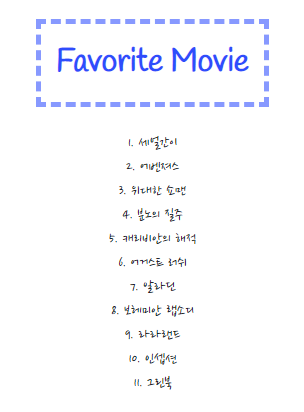 Favorite Movie
1. 세얼간이
2. 어벤져스
3. 위대한 쇼맨
4. 분노의 질주
5. 캐리비안의 해적
6. 어거스트 러쉬
7. 알라딘
8. 보헤미안 랩소디
9. 라라랜드
10. 인셉션
11. 그린북